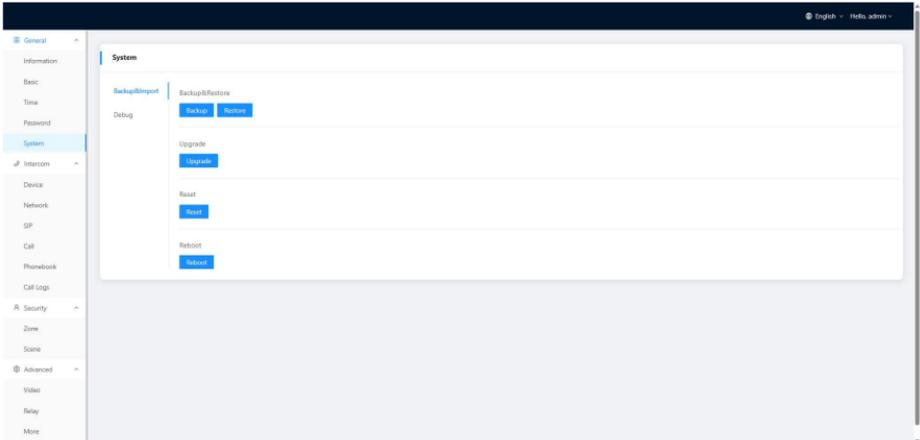 English
Hello, admin
General
Information
Basic
Time
Password
System
Intercom
Device
Network
SIP
Call
Phonebook
Call Logs
Security
Zone
Scene
Advanced
Video
Relay
More
System
Backup&Import
Debug
Backup&Restore
Backup Restore
Upgrade
Upgrade
Reset
Reset
Reboot
Reboot